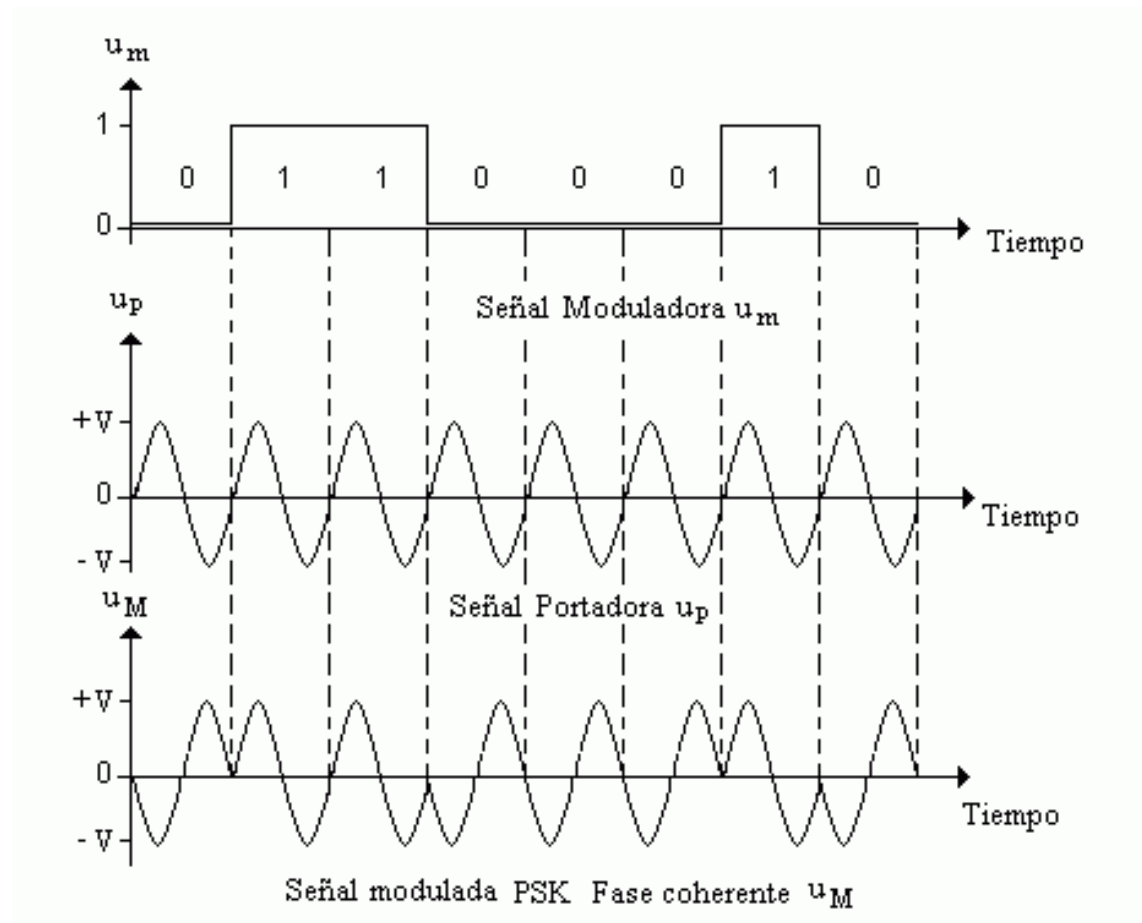 u_m
1
0 1 1 0 0 0 1 0
0
Tiempo
Señal Moduladora u_m
u_P
+V
0
Tiempo
-V
Señal Portadora u_P
u_M
+V
0
Tiempo
-V
Señal modulada PSK Fase coherente u_M